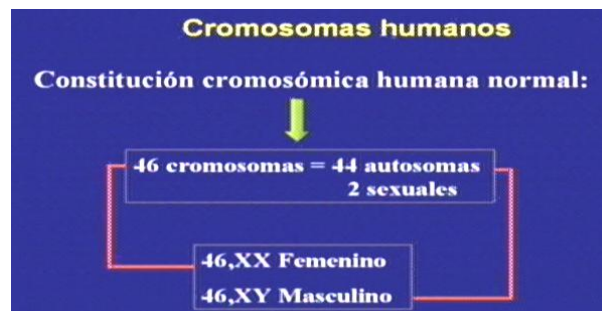 Cromosomas humanos
Constitución cromosómica humana normal:
46 cromosomas = 44 autosomas
2 sexuales
46,XX Femenino
46,XY Masculino